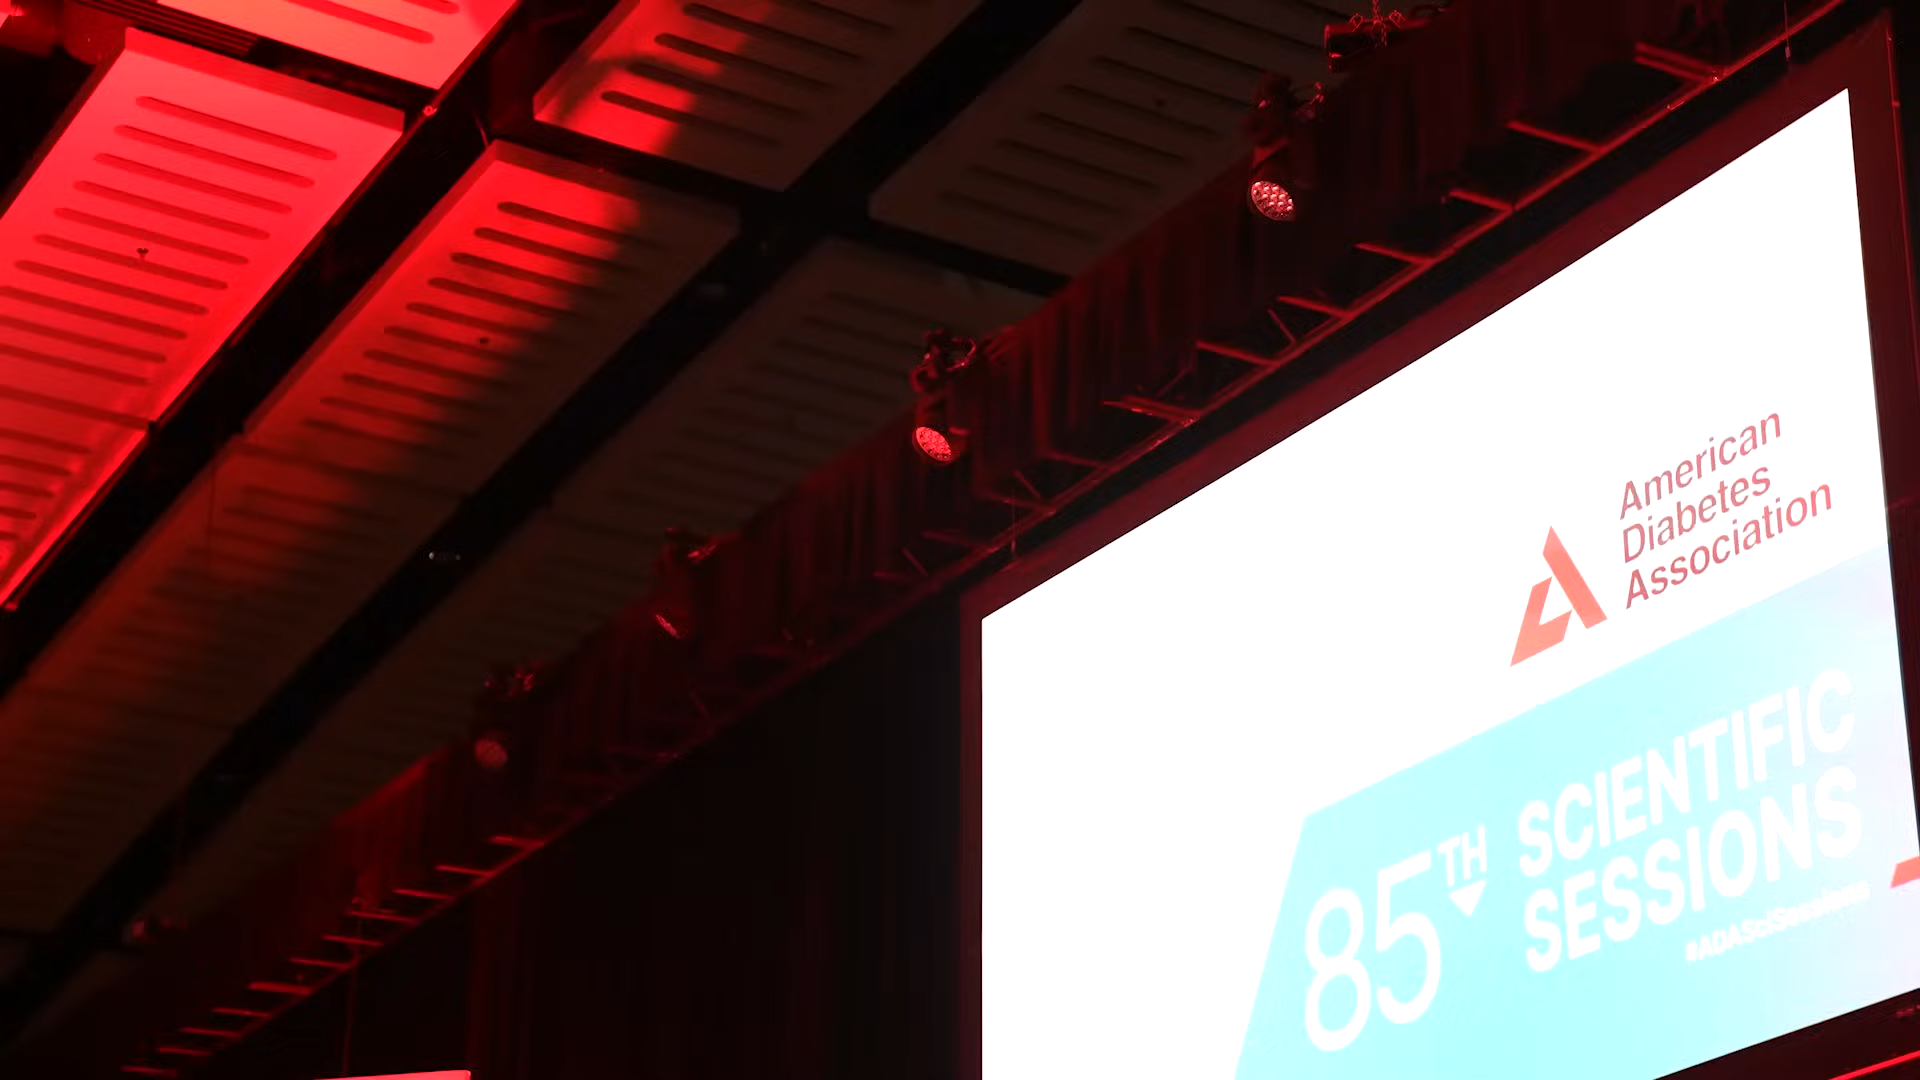 American
Diabetes
Association
85TH SCIENTIFIC
SESSIONS
#ADASciSessions